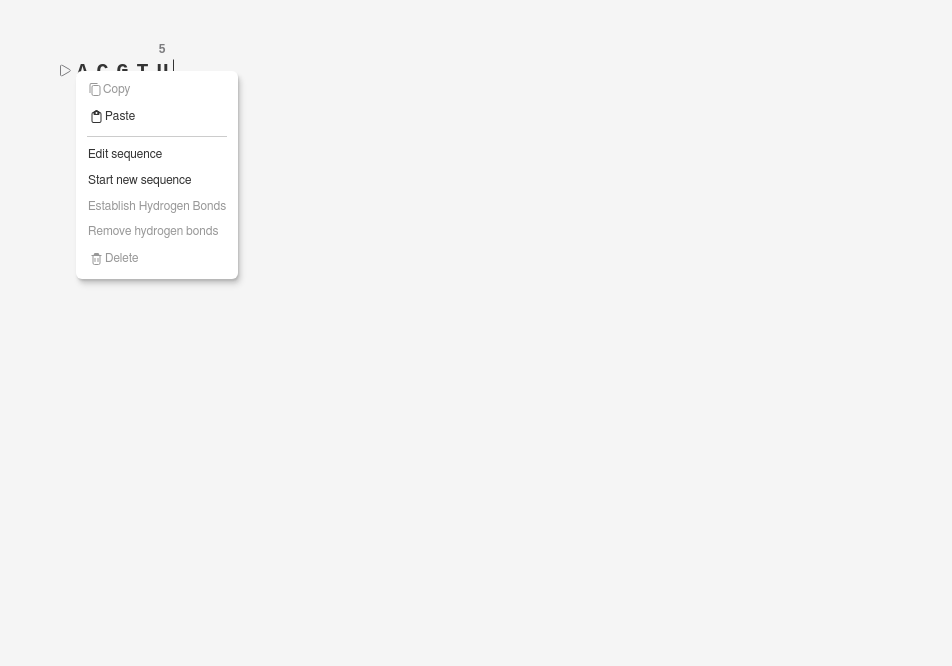 5
A C G T U
Copy
Paste
Edit sequence
Start new sequence
Establish Hydrogen Bonds
Remove hydrogen bonds
Delete